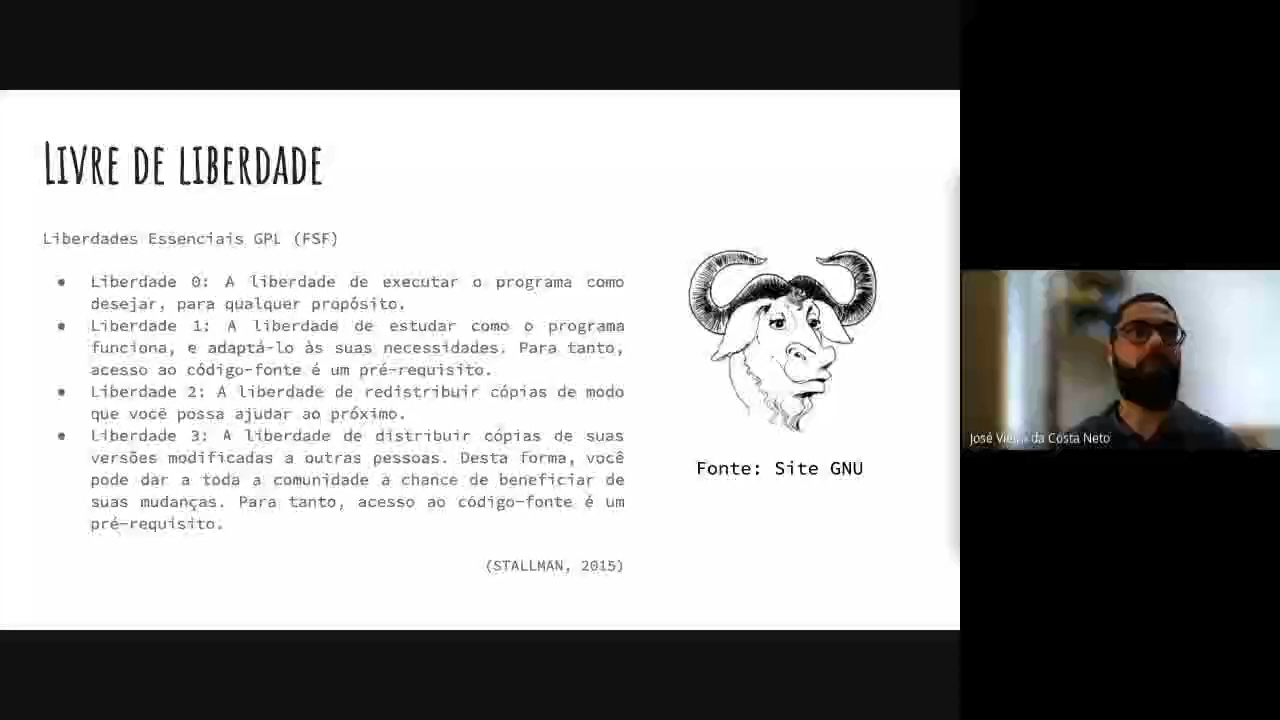 LIVRE DE LIBERDADE
Liberdades Essenciais GPL (FSF)
● Liberdade 0: A liberdade de executar o programa como
desejar, para qualquer propósito.
● Liberdade 1: A liberdade de estudar como o programa
funciona, e adaptá-lo às suas necessidades. Para tanto,
acesso ao código-fonte é um pré-requisito.
● Liberdade 2: A liberdade de redistribuir cópias de modo
que você possa ajudar ao próximo.
● Liberdade 3: A liberdade de distribuir cópias de suas
versões modificadas a outras pessoas. Desta forma, você
pode dar a toda a comunidade a chance de beneficiar de
suas mudanças. Para tanto, acesso ao código-fonte é um
pré-requisito.
(STALLMAN, 2015)
Fonte: Site GNU
José Vieira da Costa Neto